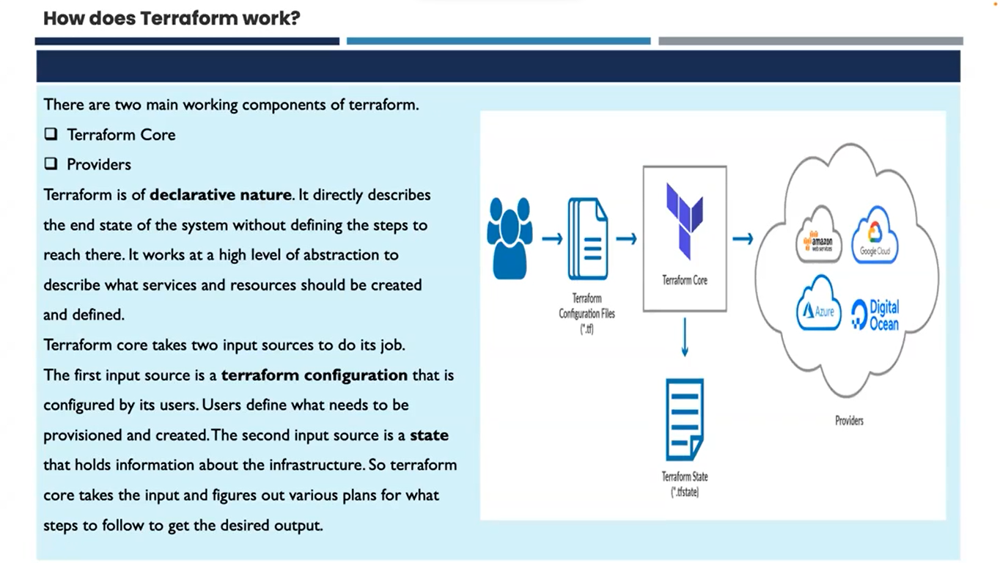 How does Terraform work?
There are two main working components of terraform.
❑ Terraform Core
❑ Providers
Terraform is of declarative nature. It directly describes
the end state of the system without defining the steps to
reach there. It works at a high level of abstraction to
describe what services and resources should be created
and defined.
Terraform core takes two input sources to do its job.
The first input source is a terraform configuration that is
configured by its users. Users define what needs to be
provisioned and created. The second input source is a state
that holds information about the infrastructure. So terraform
core takes the input and figures out various plans for what
steps to follow to get the desired output.
Terraform
Configuration Files
(*.tf)
Terraform Core
Terraform State
(*.tfstate)
amazon
web services
Google Cloud
Azure
Digital
Ocean
Providers